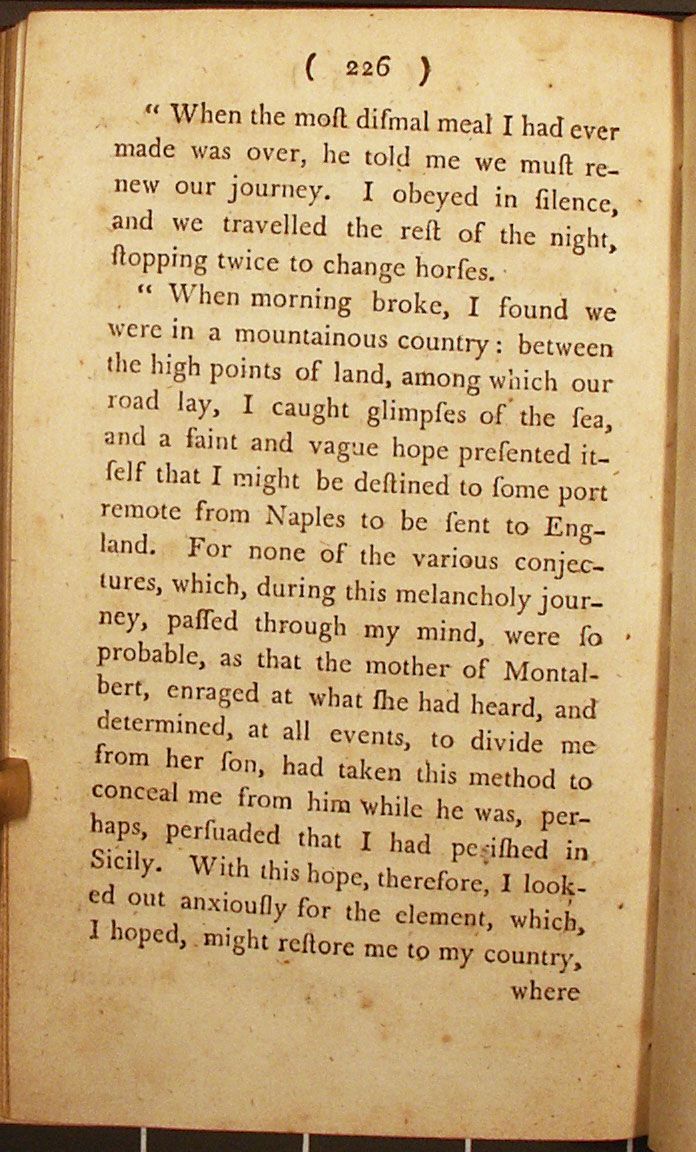 ( 226 )
“ When the moſt diſmal meal I had ever
made was over, he told me we muſt re-
new our journey. I obeyed in ſilence,
and we travelled the reſt of the night,
ſtopping twice to change horſes.
“ When morning broke, I found we
were in a mountainous country: between
the high points of land, among which our
road lay, I caught glimpſes of the ſea,
and a faint and vague hope preſented it-
ſelf that I might be deſtined to ſome port
remote from Naples to be ſent to Eng-
land. For none of the various conjec-
tures, which, during this melancholy jour-
ney, paſſed through my mind, were ſo
probable, as that the mother of Montal-
bert, enraged at what ſhe had heard, and
determined, at all events, to divide me
from her ſon, had taken this method to
conceal me from him while he was, per-
haps, perſuaded that I had periſhed in
Sicily. With this hope, therefore, I look-
ed out anxiouſly for the element, which,
I hoped, might reſtore me to my country,
where